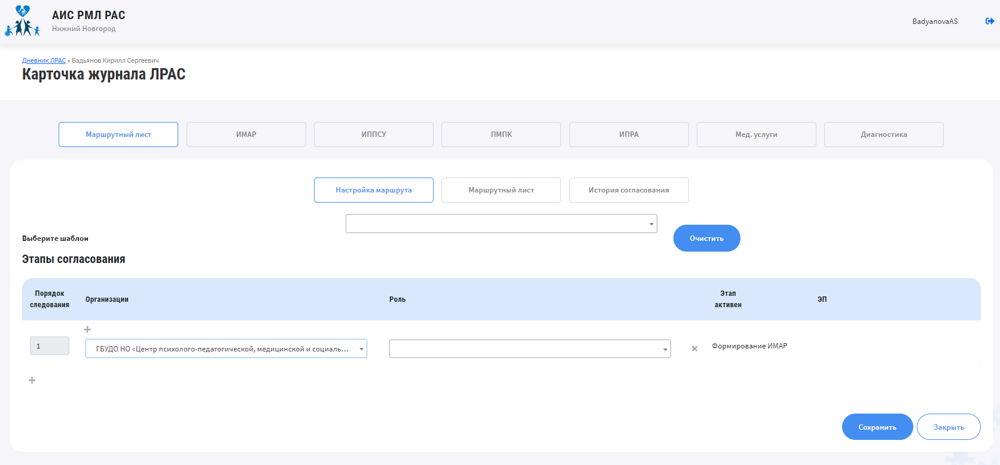 АИС РМЛ РАС
Нижний Новгород
BadyanovaAS
Дневник ЛРАС » Бадьянов Кирилл Сергеевич
Карточка журнала ЛРАС
Маршрутный лист
ИМАР
ИППСУ
ПМПК
ИПРА
Мед. услуги
Диагностика
Настройка маршрута
Маршрутный лист
История согласования
Выберите шаблон
Очистить
Этапы согласования
Порядок
следования
Организации
Роль
Этап
активен
ЭП
1
ГБУДО НО «Центр психолого-педагогической, медицинской и социаль...
Формирование ИМАР
Сохранить
Закрыть